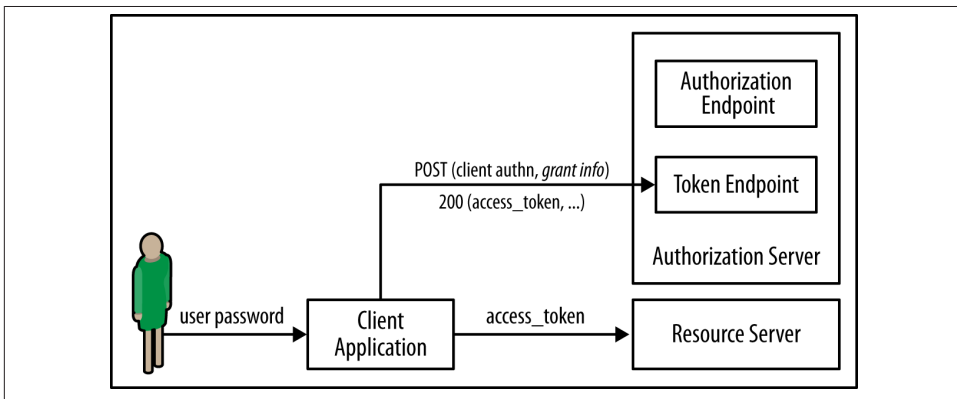 Authorization
Endpoint
POST (client authn, grant info)
200 (access_token, ...)
Token Endpoint
Authorization Server
user password
Client
Application
access_token
Resource Server